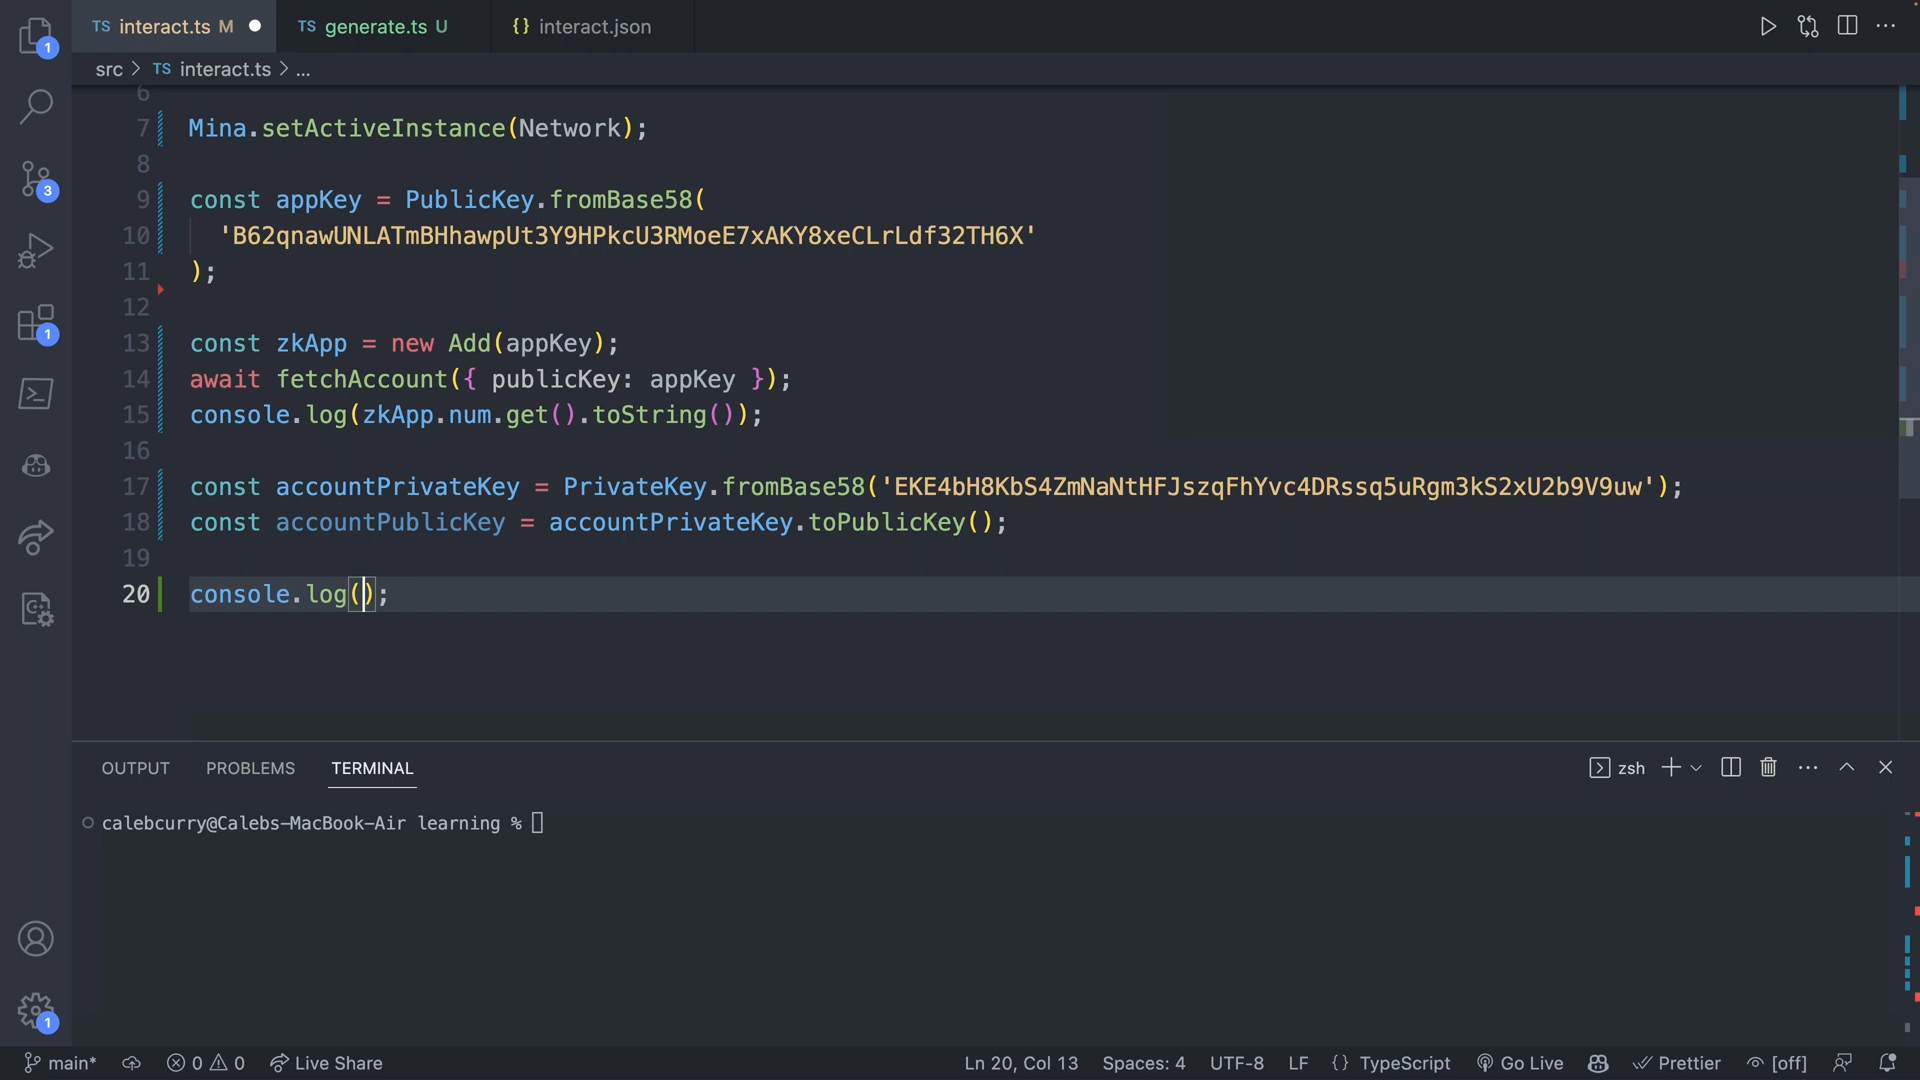 TS interact.ts M
TS generate.ts U
{} interact.json
src > TS interact.ts > ...
6
7 Mina.setActiveInstance(Network);
8
9 const appKey = PublicKey.fromBase58(
10 'B62qnawUNLATmBHhawpUt3Y9HPkcU3RMoeE7xAKY8xeCLrLdf32TH6X'
11 );
12
13 const zkApp = new Add(appKey);
14 await fetchAccount({ publicKey: appKey });
15 console.log(zkApp.num.get().toString());
16
17 const accountPrivateKey = PrivateKey.fromBase58('EKE4bH8KbS4ZmNaNtHFJszqFhYvc4DRssq5uRgm3kS2xU2b9V9uw');
18 const accountPublicKey = accountPrivateKey.toPublicKey();
19
20 console.log();
1
3
1
1
OUTPUT PROBLEMS TERMINAL
zsh
calebcurry@Calebs-MacBook-Air learning %
main* 0 0 Live Share Ln 20, Col 13 Spaces: 4 UTF-8 LF {} TypeScript Go Live Prettier [off]